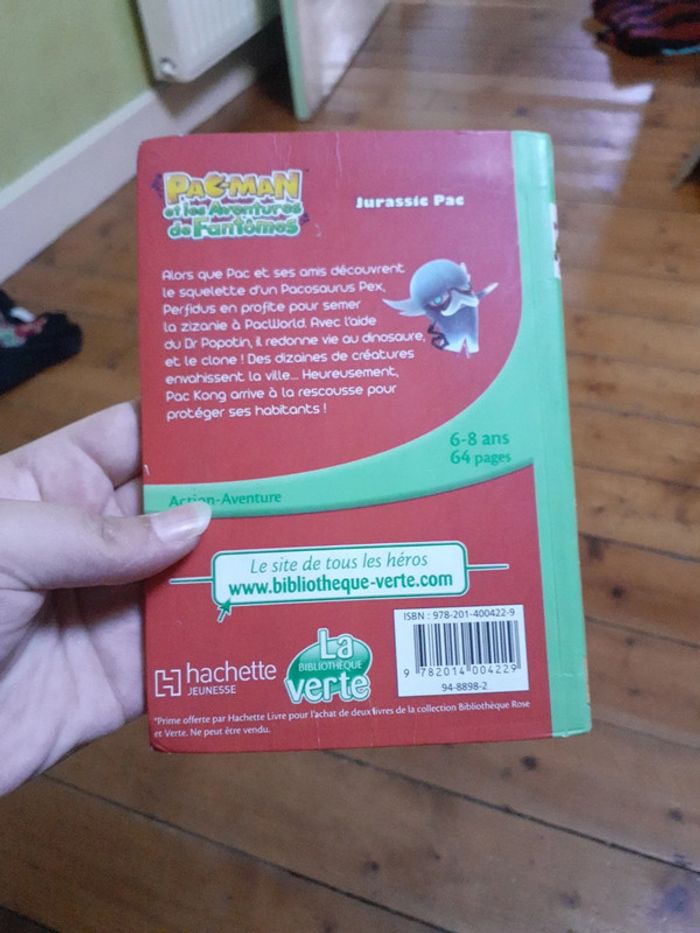 PAC-MAN
et les Aventures
de Fantômes
Jurassic Pac
Alors que Pac et ses amis découvrent
le squelette d'un Pacosaurus Pex,
Perfidus en profite pour semer
la zizanie à PacWorld. Avec l'aide
du Dr Papotin, il redonne vie au dinosaure,
et le clone ! Des dizaines de créatures
envahissent la ville... Heureusement,
Pac Kong arrive à la rescousse pour
protéger ses habitants !
6-8 ans
64 pages
Action-Aventure
Le site de tous les héros
www.bibliotheque-verte.com
ISBN : 978-201-400422-9
9 782014 004229
94-8898-2
hachette
JEUNESSE
La
BIBLIOTHÈQUE
verte
*Prime offerte par Hachette Livre pour l'achat de deux livres de la collection Bibliothèque Rose
et Verte. Ne peut être vendu.